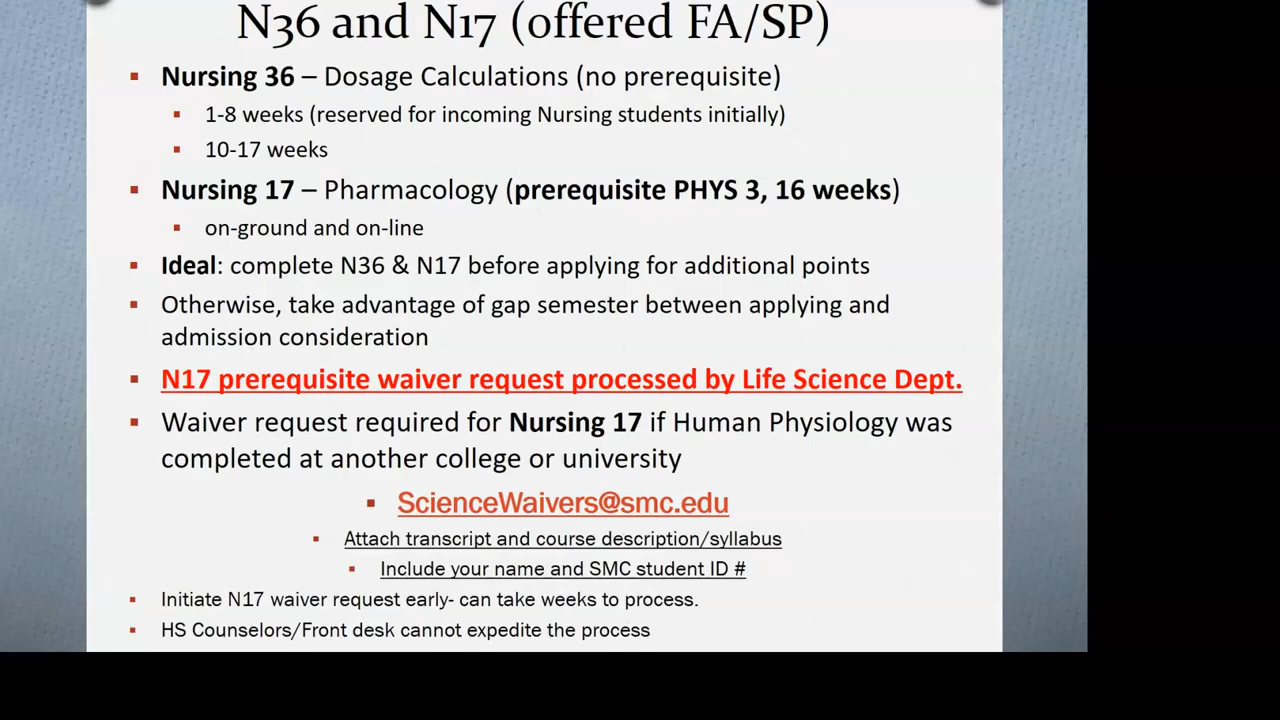 N36 and N17 (offered FA/SP)
▪ Nursing 36 – Dosage Calculations (no prerequisite)
▪ 1-8 weeks (reserved for incoming Nursing students initially)
▪ 10-17 weeks
▪ Nursing 17 – Pharmacology (prerequisite PHYS 3, 16 weeks)
▪ on-ground and on-line
▪ Ideal: complete N36 & N17 before applying for additional points
▪ Otherwise, take advantage of gap semester between applying and
admission consideration
▪ N17 prerequisite waiver request processed by Life Science Dept.
▪ Waiver request required for Nursing 17 if Human Physiology was
completed at another college or university
▪ ScienceWaivers@smc.edu
▪ Attach transcript and course description/syllabus
▪ Include your name and SMC student ID #
▪ Initiate N17 waiver request early- can take weeks to process.
▪ HS Counselors/Front desk cannot expedite the process